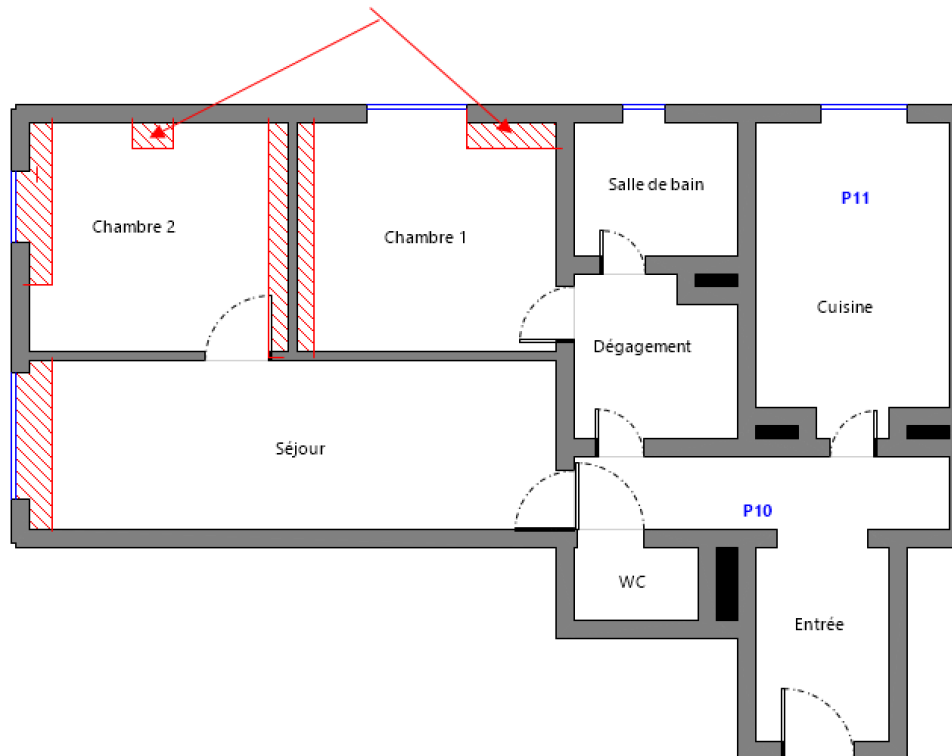 Salle de bain
P11
Chambre 2
Chambre 1
Cuisine
Dégagement
Séjour
P10
WC
Entrée